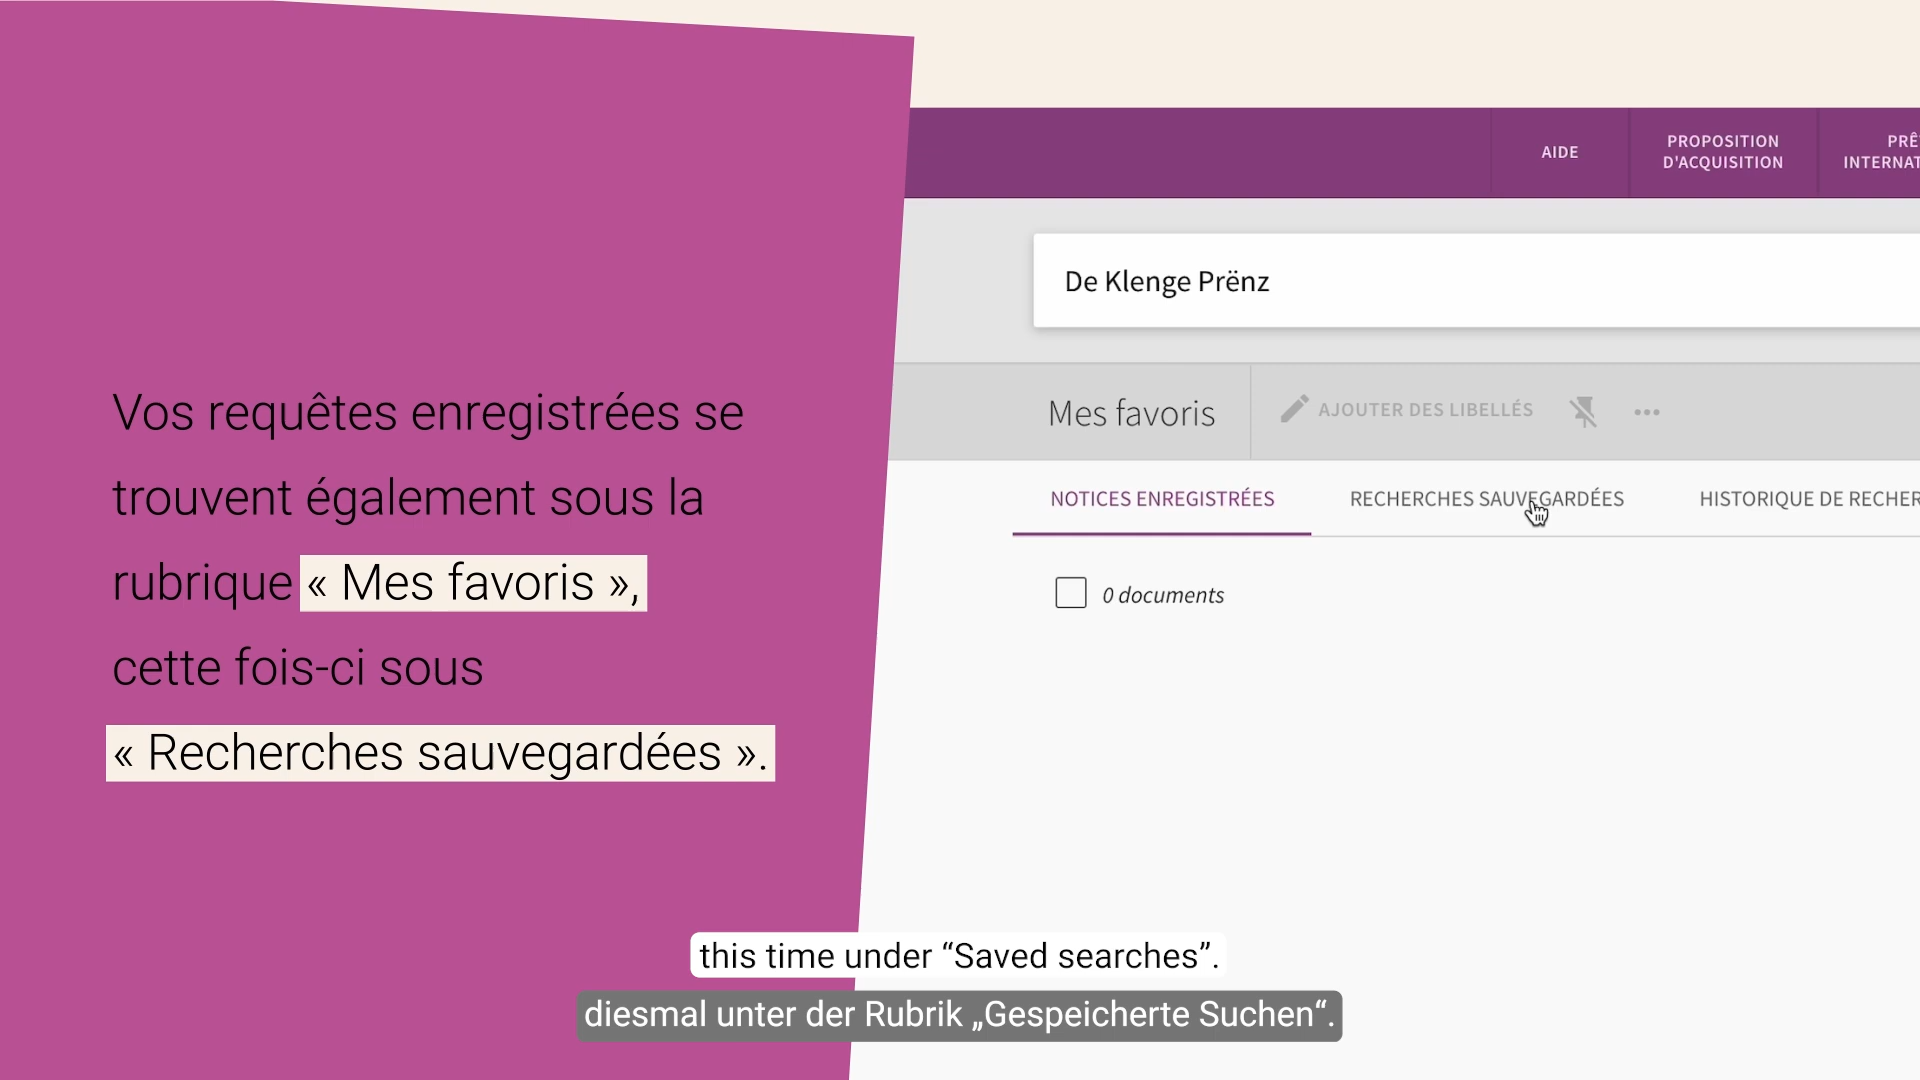 Vos requêtes enregistrées se
trouvent également sous la
rubrique « Mes favoris »,
cette fois-ci sous
« Recherches sauvegardées ».
AIDE
PROPOSITION
D'ACQUISITION
De Klenge Prënz
Mes favoris
AJOUTER DES LIBELLÉS
NOTICES ENREGISTRÉES
RECHERCHES SAUVEGARDÉES
HISTORIQUE DE
0 documents
this time under “Saved searches”.
diesmal unter der Rubrik „Gespeicherte Suchen“.